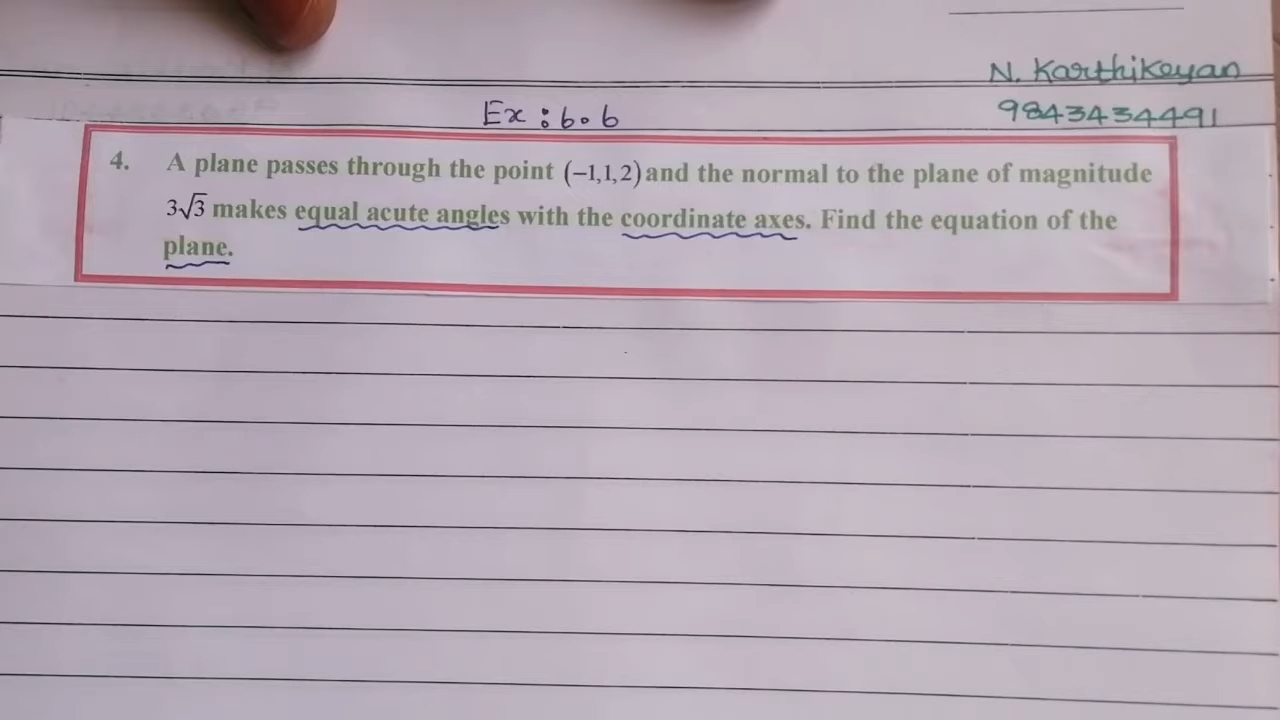 N. Karthikeyan
Ex : 6.6
9843434491
4. A plane passes through the point (−1,1,2) and the normal to the plane of magnitude
3√3 makes equal acute angles with the coordinate axes. Find the equation of the
plane.